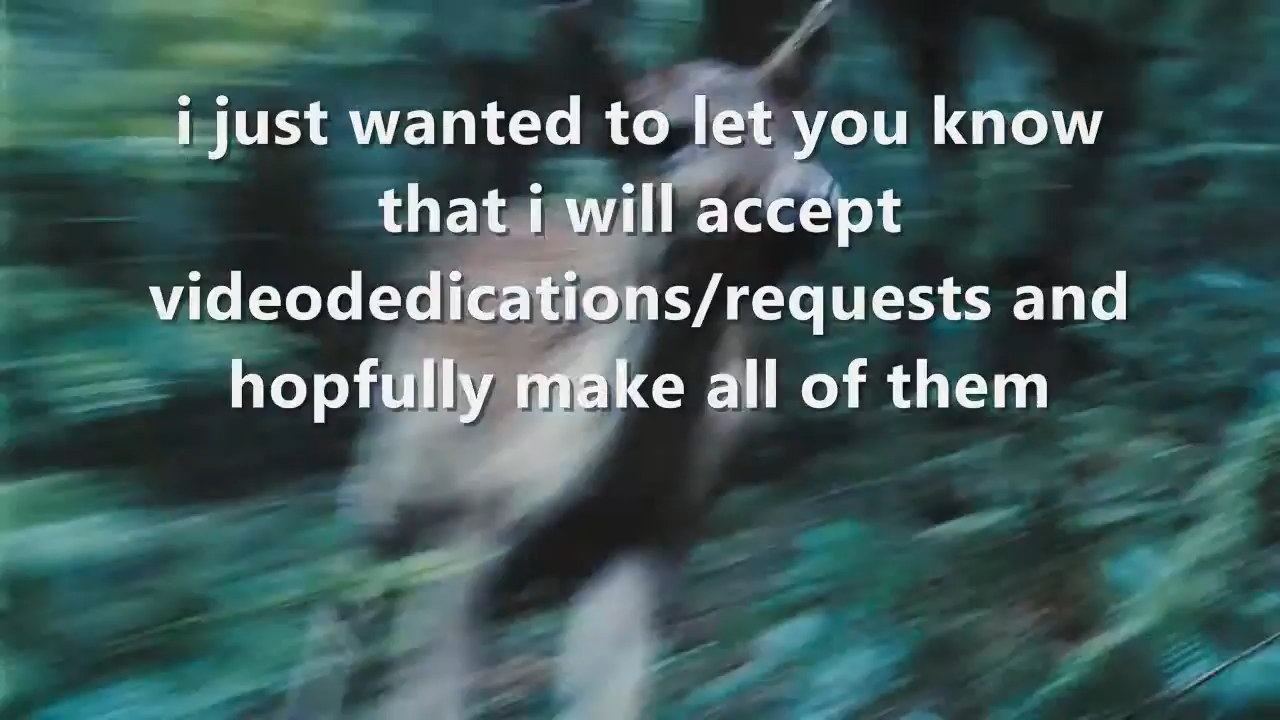 i just wanted to let you know
that i will accept
videodedications/requests and
hopfully make all of them